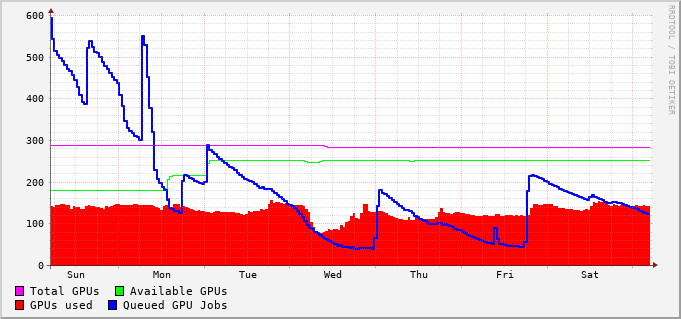 600
500
400
300
200
100
0
Sun Mon Tue Wed Thu Fri Sat
Total GPUs Available GPUs
GPUs used Queued GPU Jobs
RRDTOOL / TOBI OETIKER